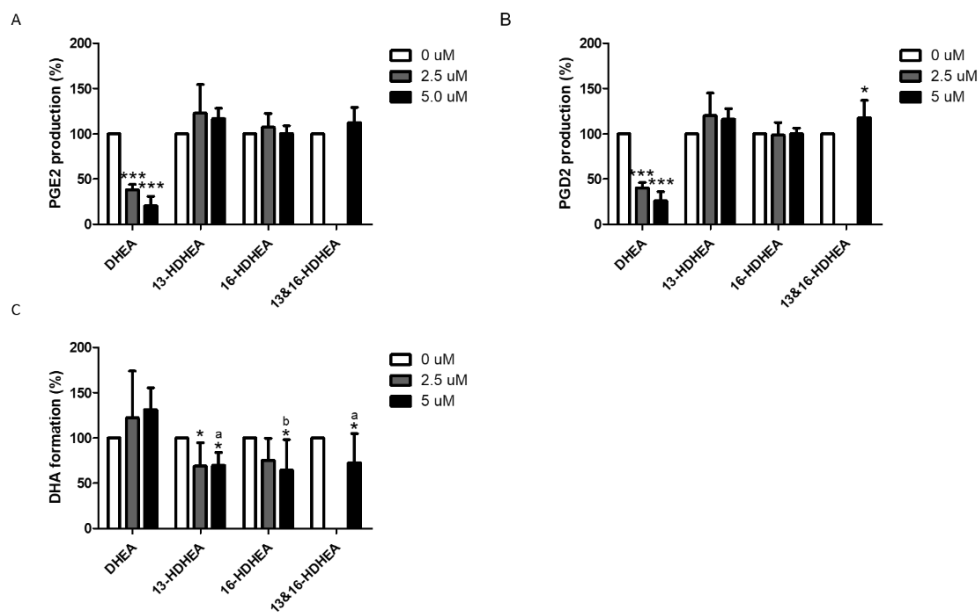 A
PGE2 production (%)
200
150
100
50
0
***
***
DHEA
13-HDHEA
16-HDHEA
13&16-HDHEA
0 uM
2.5 uM
5.0 uM
B
PGD2 production (%)
200
150
100
50
0
***
***
*
DHEA
13-HDHEA
16-HDHEA
13&16-HDHEA
0 uM
2.5 uM
5 uM
C
DHA formation (%)
200
150
100
50
0
*
a
*
b
*
a
*
DHEA
13-HDHEA
16-HDHEA
13&16-HDHEA
0 uM
2.5 uM
5 uM